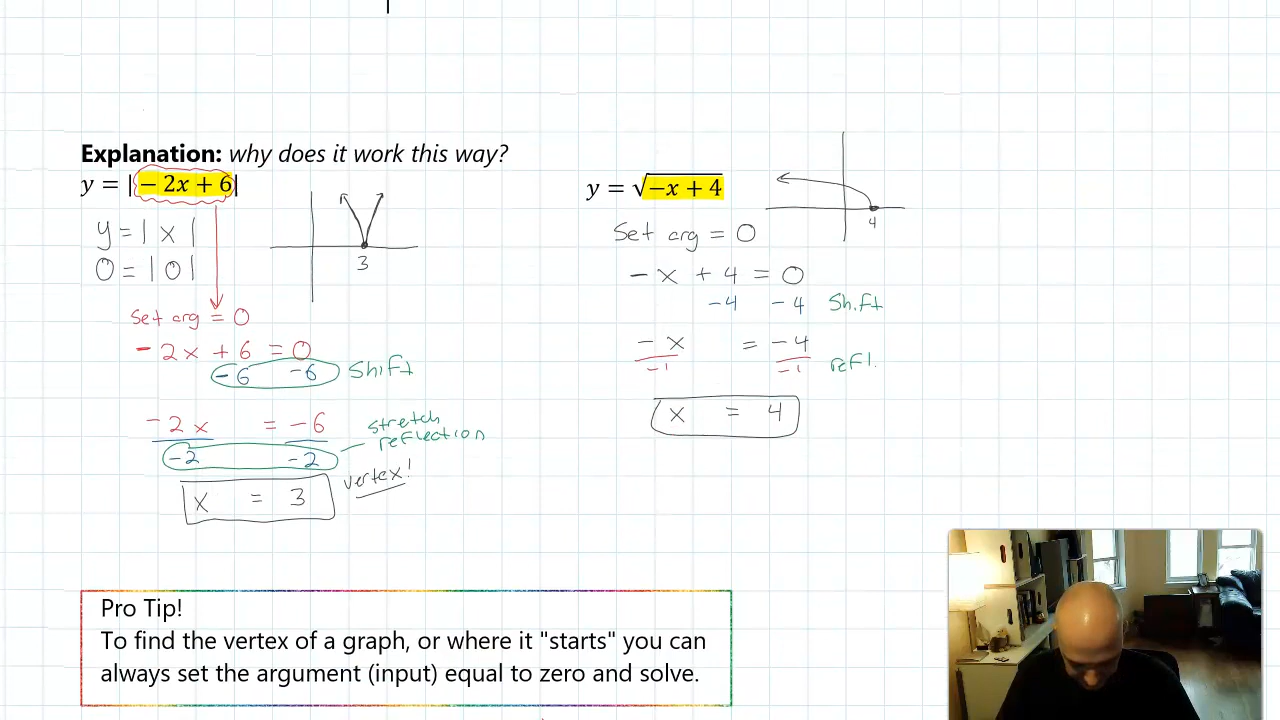 Explanation: why does it work this way?
y = |− 2x + 6|
y = | x |
0 = | 0 |
3
Set arg = 0
- 2x + 6 = 0
-6 -6 Shift
-2x = -6
-2 -2
stretch
reflection
x = 3
vertex!
y = √−x + 4
4
Set arg = 0
- x + 4 = 0
-4 -4 Shift
- x = - 4
-1 -1 refl.
x = 4
Pro Tip!
To find the vertex of a graph, or where it "starts" you can
always set the argument (input) equal to zero and solve.